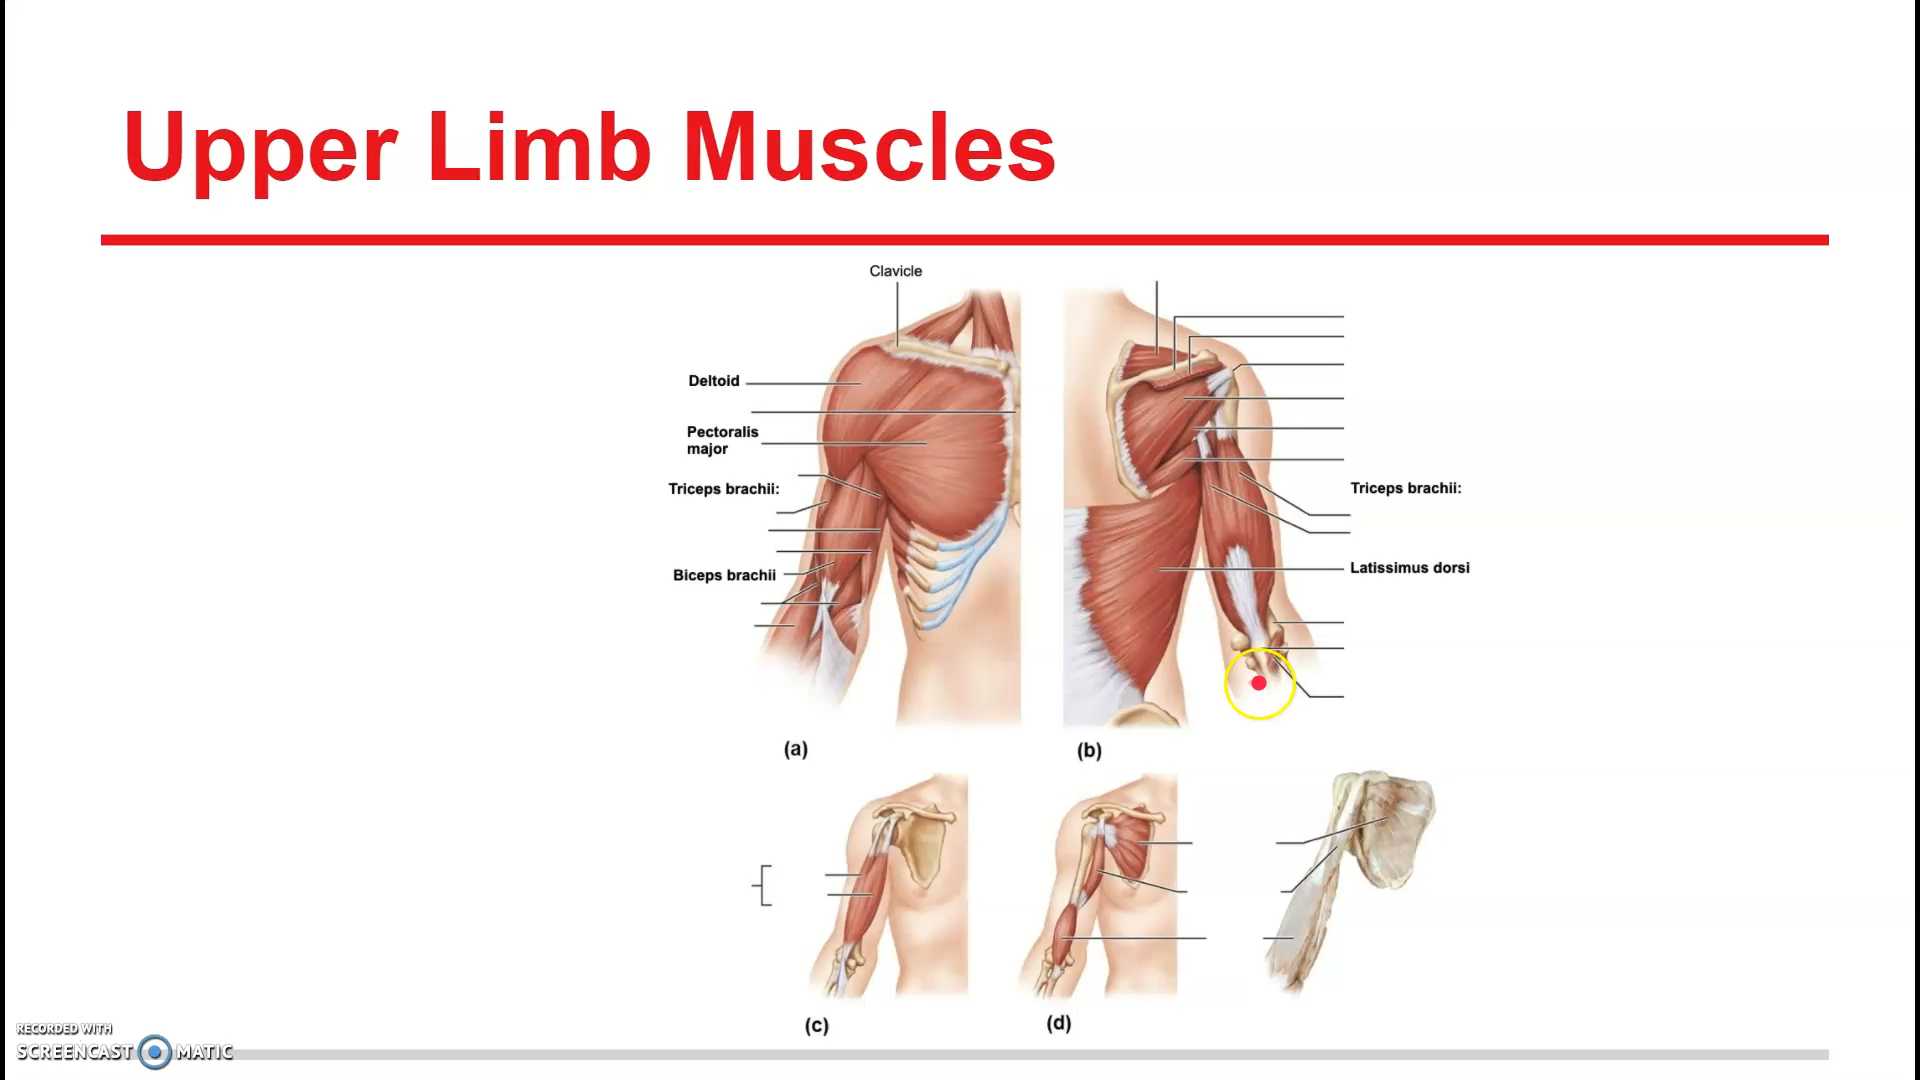 Upper Limb Muscles
Clavicle
Deltoid
Pectoralis
major
Triceps brachii:
Biceps brachii
Triceps brachii:
Latissimus dorsi
(a)
(b)
(c)
(d)
RECORDED WITH
SCREENCAST MATIC